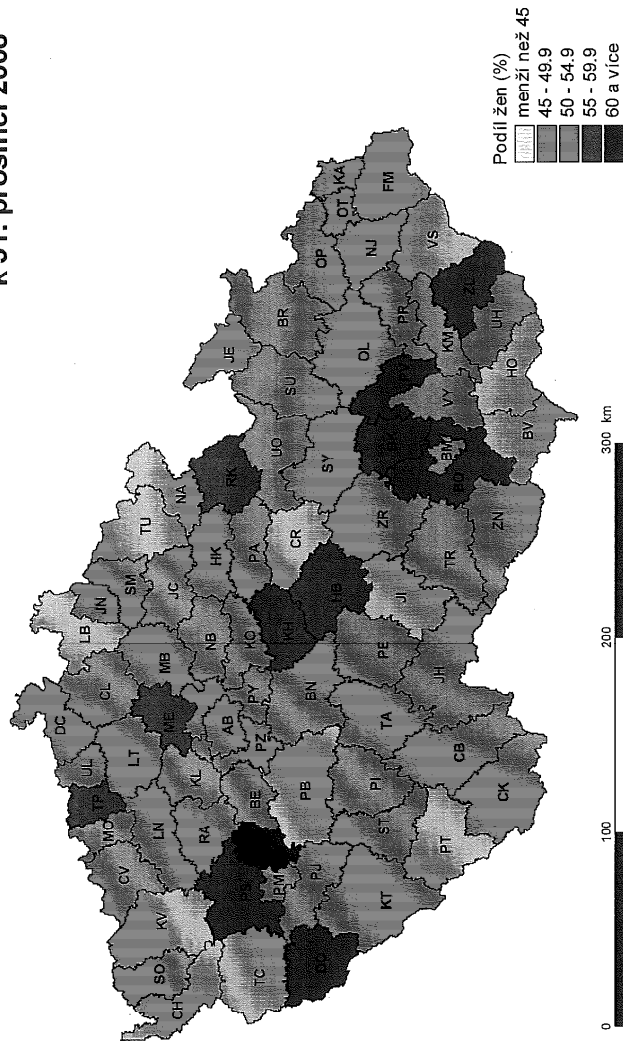 k 31. prosinci
DC
LB
UL
CL
JN
TP
TU
LT
SM
MO
MB
ME
NA
CV
LN
JC
KV
KL
NB
HK
RK
JE
SO
RA
AB
KO
CH
PY
PA
UO
BR
BE
PZ
SU
PS
KH
CR
OP
TC
PM
BN
SY
OT
KA
PB
HB
OL
PJ
DO
TA
PE
ZR
NJ
FM
PI
JI
BK
PR
ST
KT
PV
VS
CB
JH
TR
BM
VY
KM
PT
BO
ZL
CK
ZN
UH
HO
BV
0 100 200 300 km
Podíl žen (%)
menší než 45
45 - 49.9
50 - 54.9
55 - 59.9
60 a více